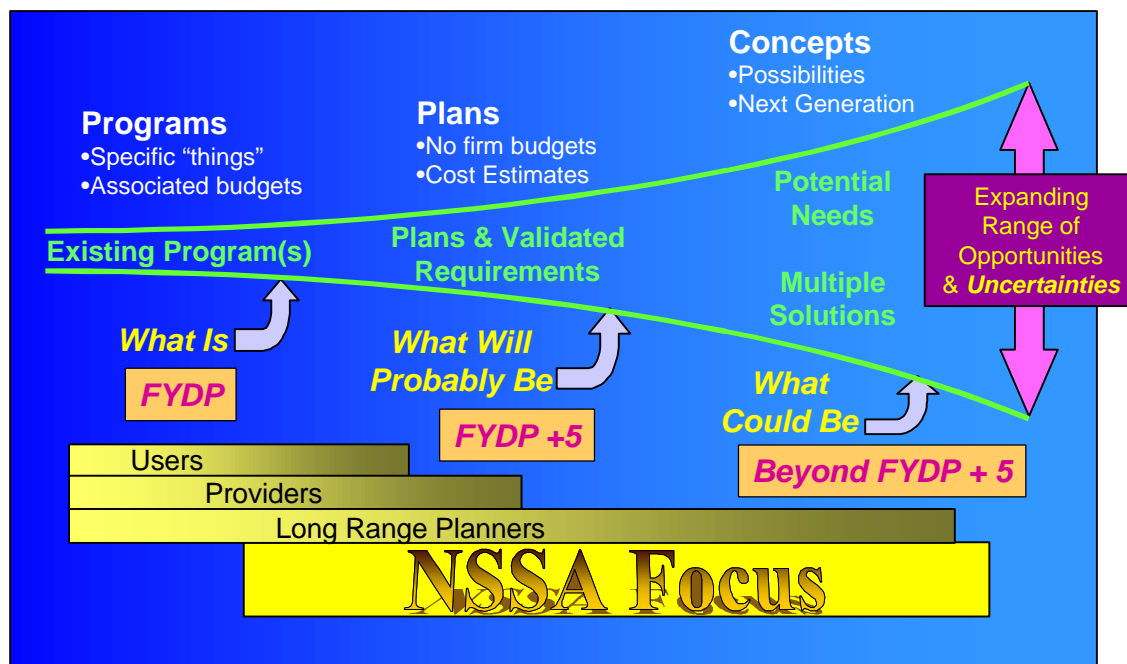 Programs
•Specific “things”
•Associated budgets
Plans
•No firm budgets
•Cost Estimates
Concepts
•Possibilities
•Next Generation
Existing Program(s)
Plans & Validated
Requirements
Potential
Needs
Multiple
Solutions
Expanding
Range of
Opportunities
& Uncertainties
What Is
FYDP
What Will
Probably Be
FYDP +5
What
Could Be
Beyond FYDP + 5
Users
Providers
Long Range Planners
NSSA Focus